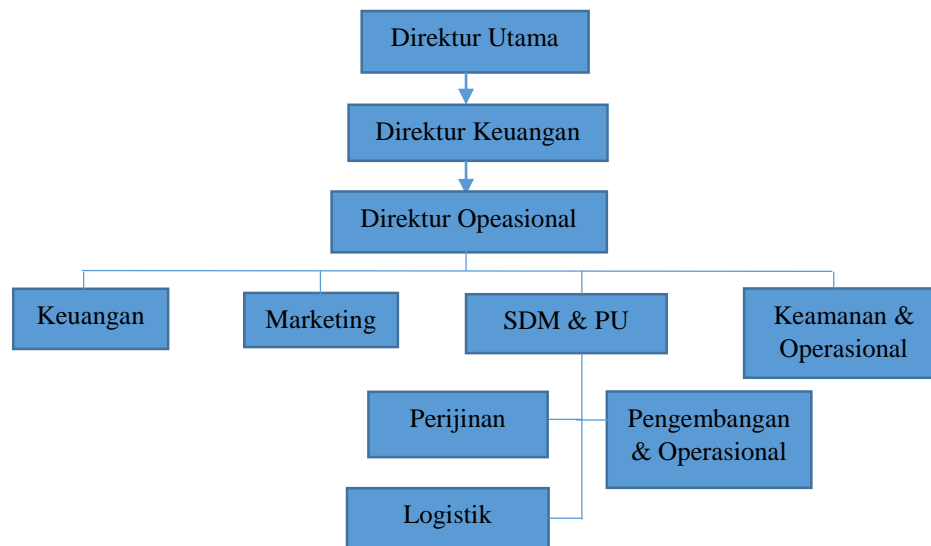 Direktur Utama
Direktur Keuangan
Direktur Opeasional
Keuangan
Marketing
SDM & PU
Keamanan &
Operasional
Perijinan
Pengembangan
& Operasional
Logistik